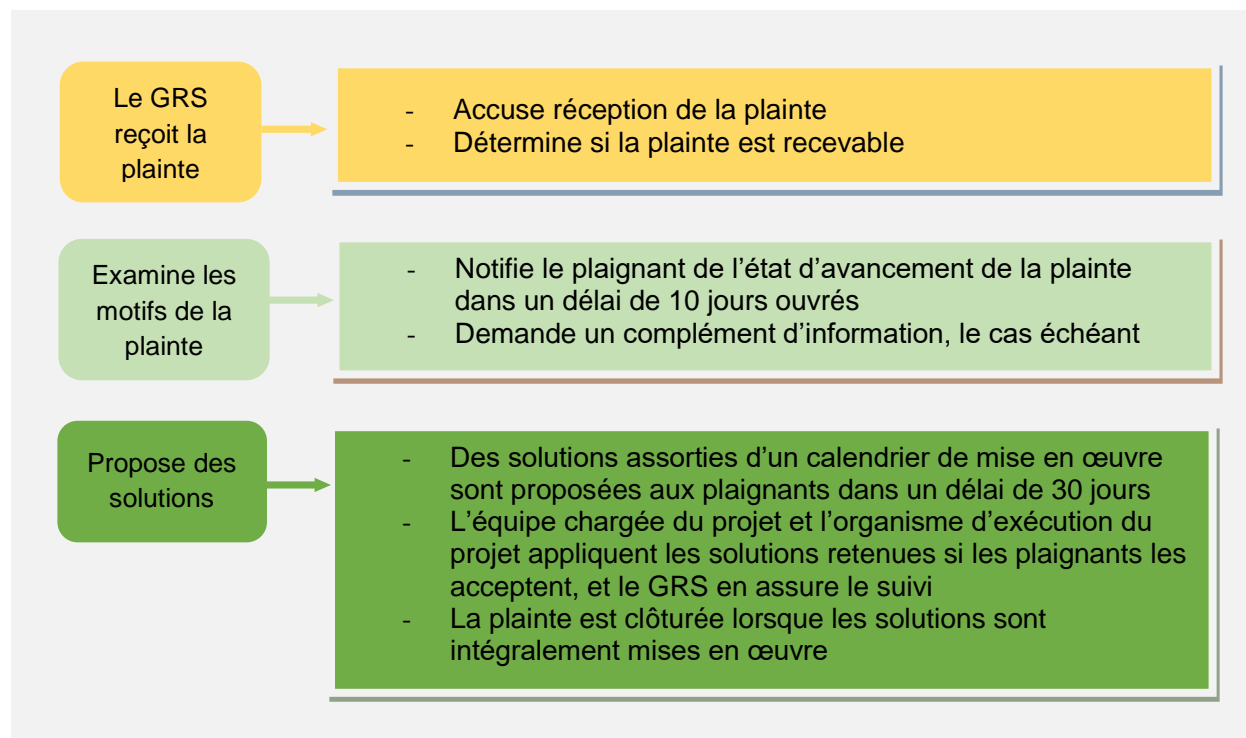 Le GRS
reçoit la
plainte
- Accuse réception de la plainte
- Détermine si la plainte est recevable
Examine les
motifs de la
plainte
- Notifie le plaignant de l’état d’avancement de la plainte
dans un délai de 10 jours ouvrés
- Demande un complément d’information, le cas échéant
Propose des
solutions
- Des solutions assorties d’un calendrier de mise en œuvre
sont proposées aux plaignants dans un délai de 30 jours
- L’équipe chargée du projet et l’organisme d’exécution du
projet appliquent les solutions retenues si les plaignants les
acceptent, et le GRS en assure le suivi
- La plainte est clôturée lorsque les solutions sont
intégralement mises en œuvre